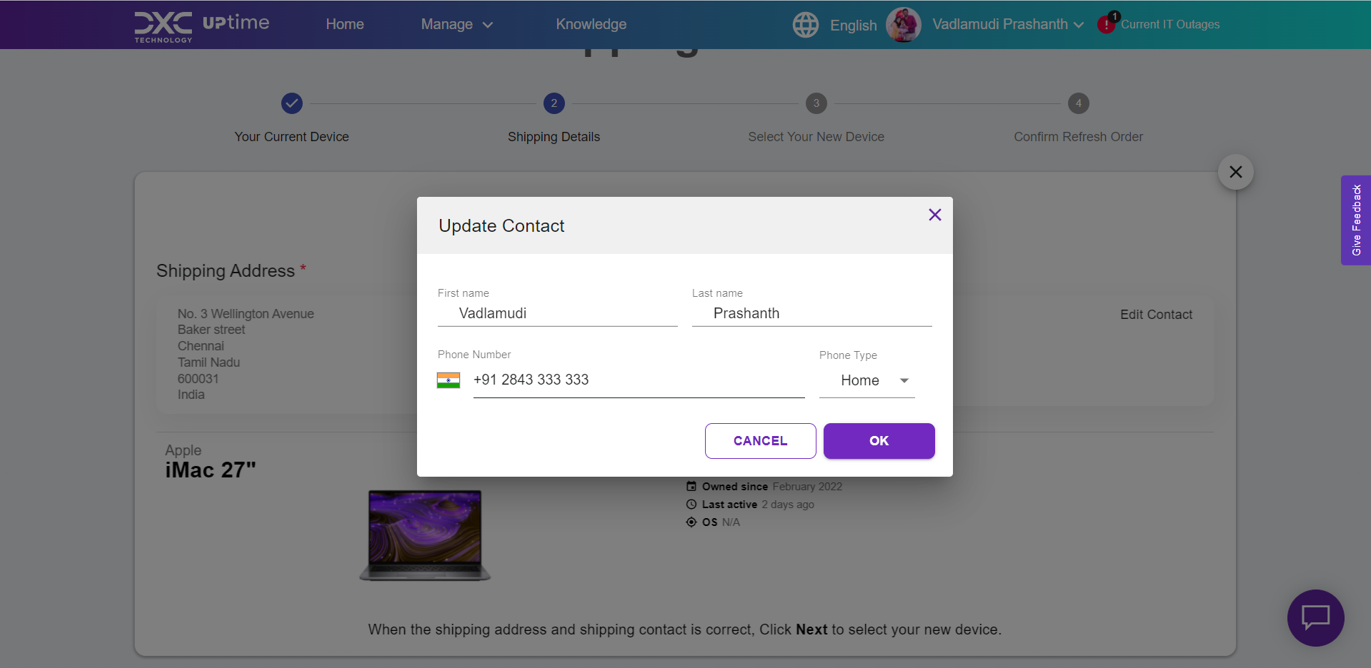 DXC
TECHNOLOGY
UPtime
Home
Manage
Knowledge
English
Vadlamudi Prashanth
1
Current IT Outages
2
3
4
Your Current Device
Shipping Details
Select Your New Device
Confirm Refresh Order
Give Feedback
Update Contact
First name
Vadlamudi
Last name
Prashanth
Phone Number
+91 2843 333 333
Phone Type
Home
CANCEL
OK
Shipping Address *
No. 3 Wellington Avenue
Baker street
Chennai
Tamil Nadu
600031
India
Edit Contact
Apple
iMac 27"
Owned since February 2022
Last active 2 days ago
OS N/A
When the shipping address and shipping contact is correct, Click Next to select your new device.